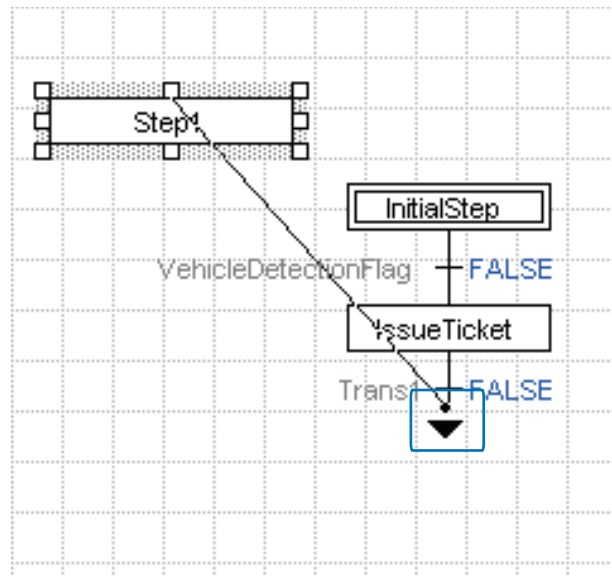 Step1
InitialStep
VehicleDetectionFlag FALSE
IssueTicket
Trans1 FALSE